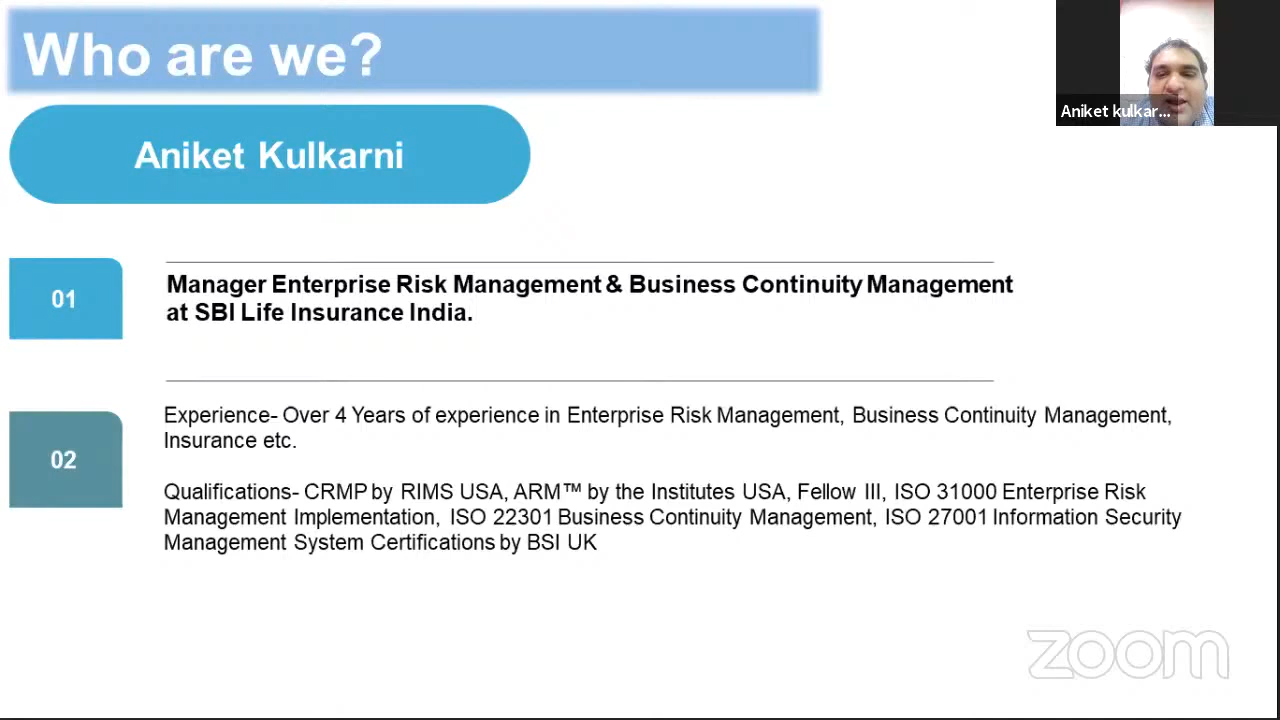 Who are we?
Aniket kulkar...
Aniket Kulkarni
01
Manager Enterprise Risk Management & Business Continuity Management
at SBI Life Insurance India.
02
Experience- Over 4 Years of experience in Enterprise Risk Management, Business Continuity Management,
Insurance etc.
Qualifications- CRMP by RIMS USA, ARM™ by the Institutes USA, Fellow III, ISO 31000 Enterprise Risk
Management Implementation, ISO 22301 Business Continuity Management, ISO 27001 Information Security
Management System Certifications by BSI UK
zoom